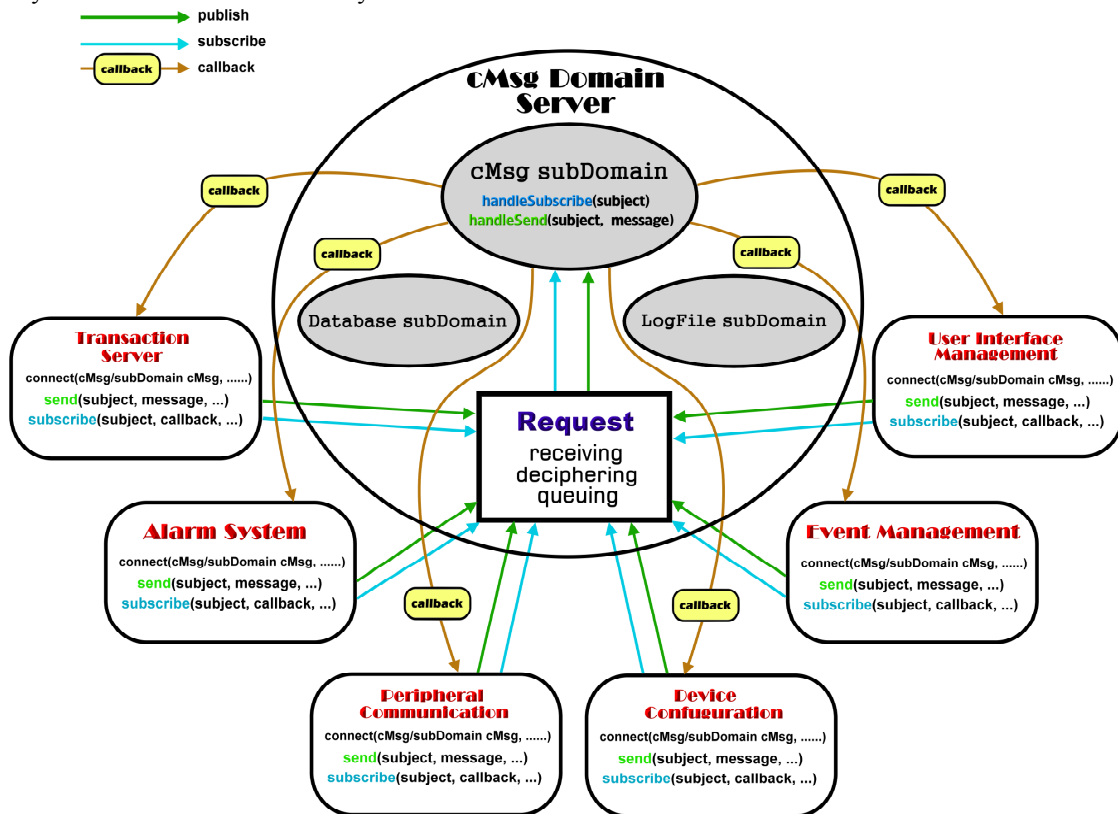 publish
subscribe
callback
callback
cMsg Domain
Server
cMsg subDomain
handleSubscribe(subject)
handleSend(subject, message)
callback
callback
callback
callback
Database subDomain
LogFile subDomain
Transaction
Server
connect(cMsg/subDomain cMsg, ......)
send(subject, message, ...)
subscribe(subject, callback, ...)
User Interface
Management
connect(cMsg/subDomain cMsg, ......)
send(subject, message, ...)
subscribe(subject, callback, ...)
Request
receiving
deciphering
queuing
Alarm System
connect(cMsg/subDomain cMsg, ......)
send(subject, message, ...)
subscribe(subject, callback, ...)
Event Management
connect(cMsg/subDomain cMsg, ......)
send(subject, message, ...)
subscribe(subject, callback, ...)
callback
callback
Peripheral
Communication
connect(cMsg/subDomain cMsg, ......)
send(subject, message, ...)
subscribe(subject, callback, ...)
Device
Confuguration
connect(cMsg/subDomain cMsg, ......)
send(subject, message, ...)
subscribe(subject, callback, ...)